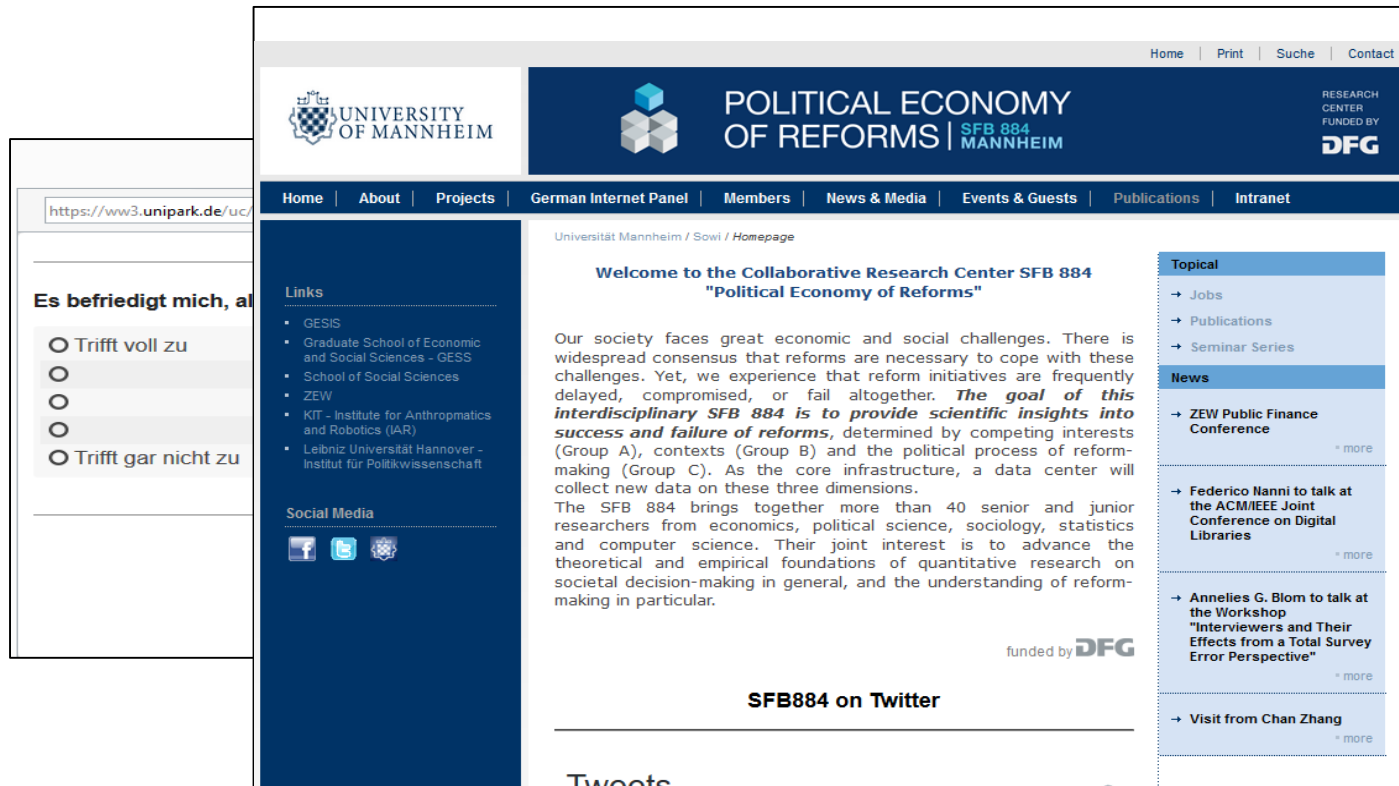 https://ww3.unipark.de/uc/
Es befriedigt mich, al
Trifft voll zu
Trifft gar nicht zu
Home | Print | Suche | Contact
UNIVERSITY
OF MANNHEIM
POLITICAL ECONOMY
OF REFORMS | SFB 884
MANNHEIM
RESEARCH
CENTER
FUNDED BY
DFG
Home | About | Projects | German Internet Panel | Members | News & Media | Events & Guests | Publications | Intranet
Links
GESIS
Graduate School of Economic
and Social Sciences - GESS
School of Social Sciences
ZEW
KIT - Institute for Anthropmatics
and Robotics (IAR)
Leibniz Universität Hannover -
Institut für Politikwissenschaft
Social Media
Universität Mannheim / Sowi / Homepage
Welcome to the Collaborative Research Center SFB 884
"Political Economy of Reforms"
Our society faces great economic and social challenges. There is
widespread consensus that reforms are necessary to cope with these
challenges. Yet, we experience that reform initiatives are frequently
delayed, compromised, or fail altogether. The goal of this
interdisciplinary SFB 884 is to provide scientific insights into
success and failure of reforms, determined by competing interests
(Group A), contexts (Group B) and the political process of reform-
making (Group C). As the core infrastructure, a data center will
collect new data on these three dimensions.
The SFB 884 brings together more than 40 senior and junior
researchers from economics, political science, sociology, statistics
and computer science. Their joint interest is to advance the
theoretical and empirical foundations of quantitative research on
societal decision-making in general, and the understanding of reform-
making in particular.
funded by DFG
SFB884 on Twitter
Tweets
Topical
Jobs
Publications
Seminar Series
News
ZEW Public Finance
Conference
more
Federico Nanni to talk at
the ACM/IEEE Joint
Conference on Digital
Libraries
more
Annelies G. Blom to talk at
the Workshop
"Interviewers and Their
Effects from a Total Survey
Error Perspective"
more
Visit from Chan Zhang
more